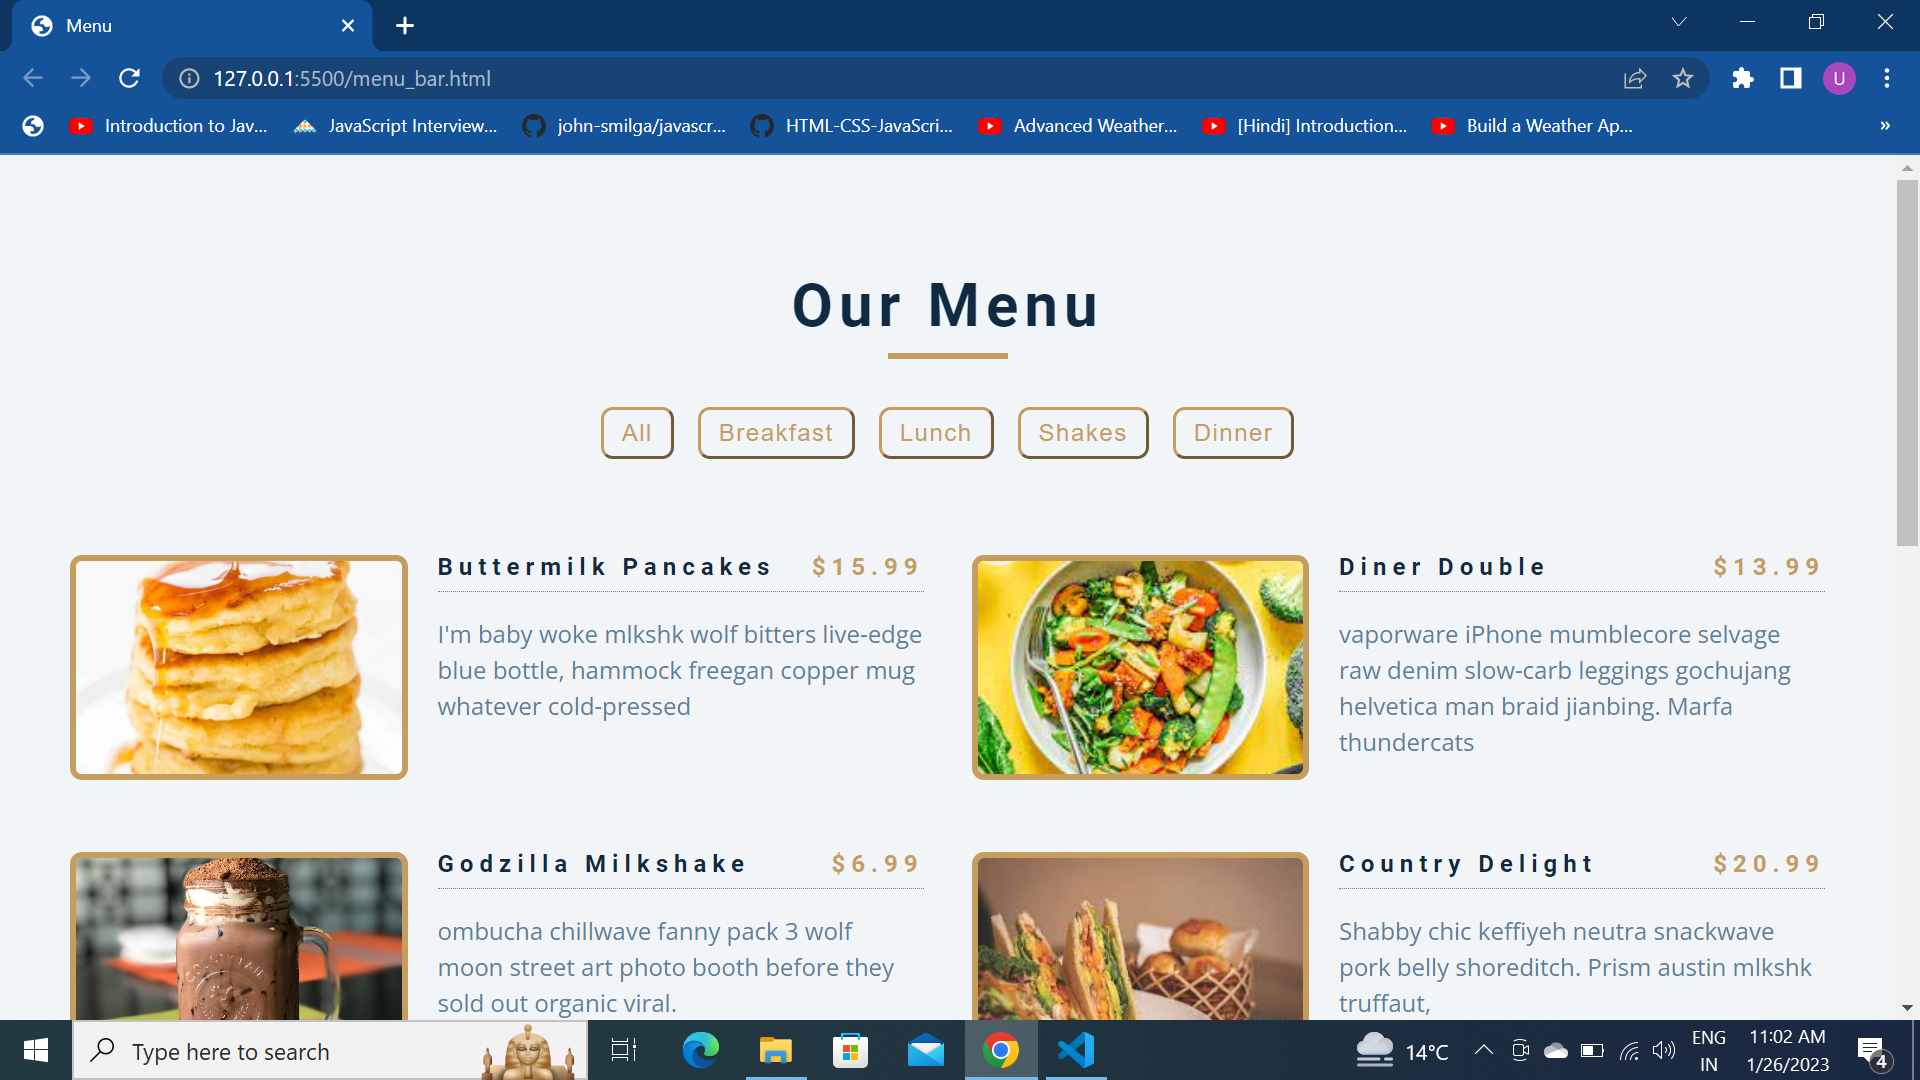 Menu
127.0.0.1:5500/menu_bar.html
U
Introduction to Jav...
JavaScript Interview...
john-smilga/javascr...
HTML-CSS-JavaScri...
Advanced Weather...
[Hindi] Introduction...
Build a Weather Ap...
»
Our Menu
All
Breakfast
Lunch
Shakes
Dinner
Buttermilk Pancakes $15.99
I'm baby woke mlkshk wolf bitters live-edge
blue bottle, hammock freegan copper mug
whatever cold-pressed
Diner Double $13.99
vaporware iPhone mumblecore selvage
raw denim slow-carb leggings gochujang
helvetica man braid jianbing. Marfa
thundercats
Godzilla Milkshake $6.99
ombucha chillwave fanny pack 3 wolf
moon street art photo booth before they
sold out organic viral.
Country Delight $20.99
Shabby chic keffiyeh neutra snackwave
pork belly shoreditch. Prism austin mlkshk
truffaut,
Type here to search
14°C
ENG
IN
11:02 AM
1/26/2023
4